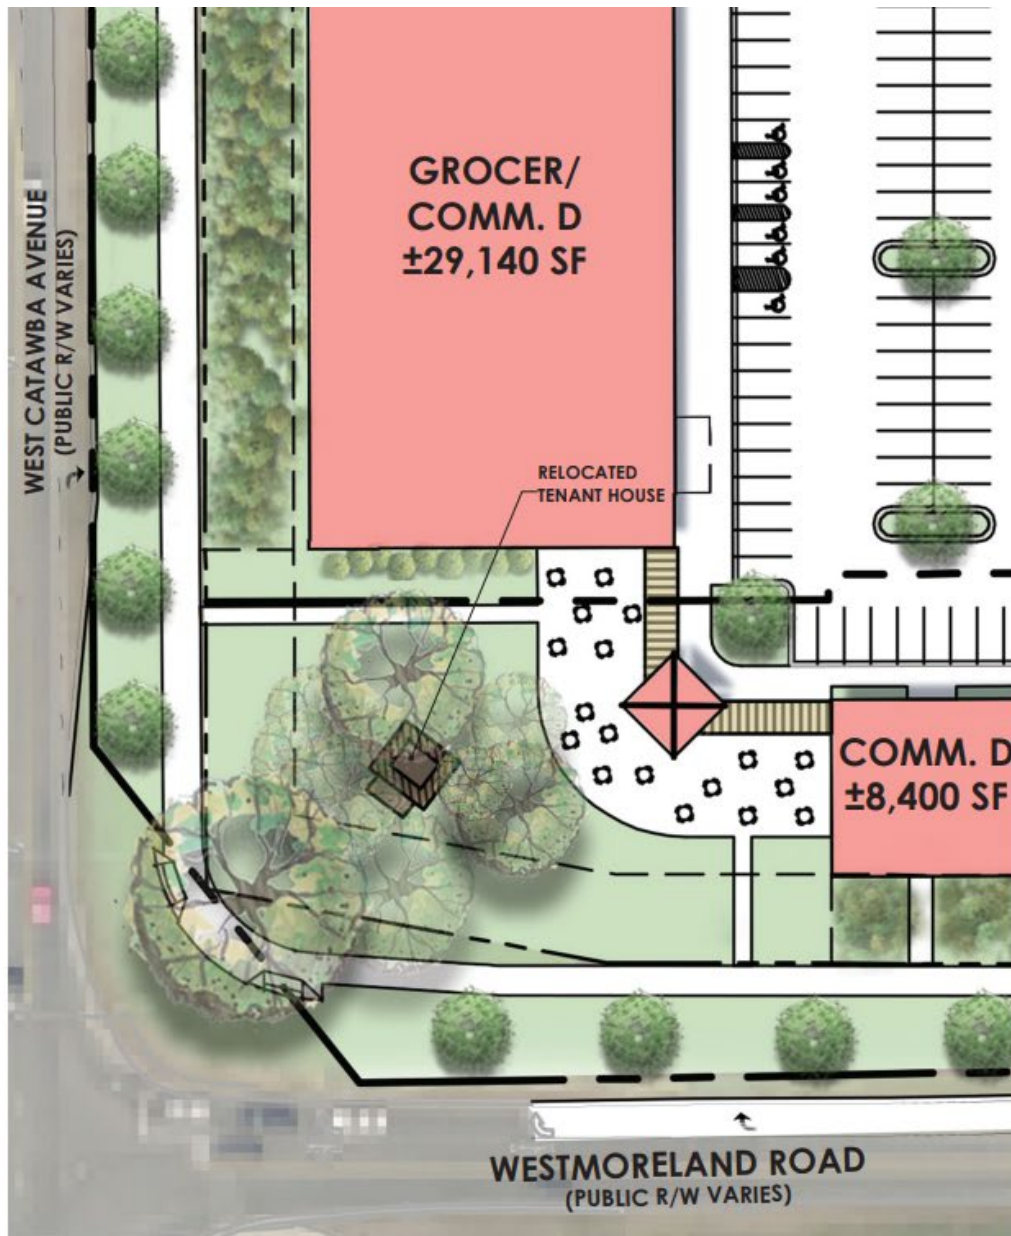 GROCER/
COMM. D
±29,140 SF
WEST CATAWBA AVENUE
(PUBLIC R/W VARIES)
RELOCATED
TENANT HOUSE
COMM. D
±8,400 SF
WESTMORELAND ROAD
(PUBLIC R/W VARIES)